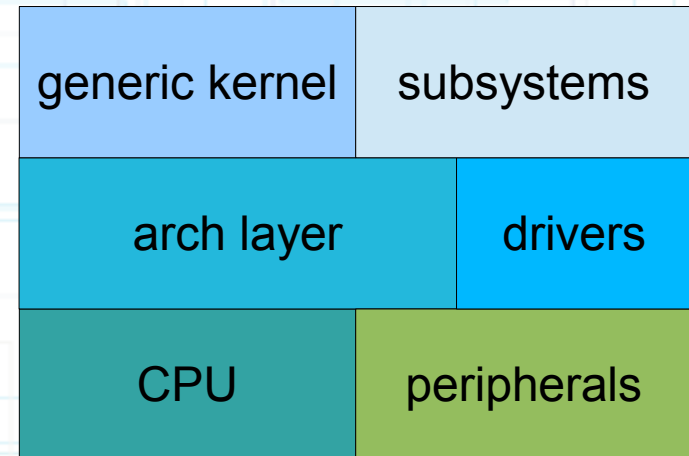 generic kernel
subsystems
arch layer
drivers
CPU
peripherals